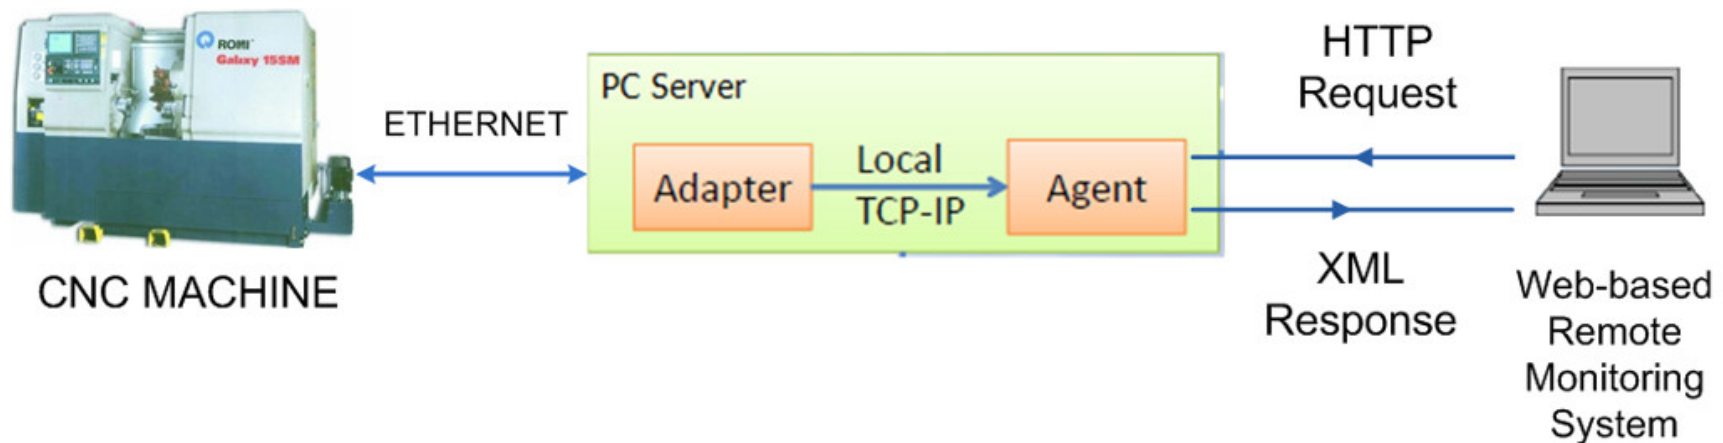 ROMI
Galaxy 15SM
CNC MACHINE
ETHERNET
PC Server
Adapter
Local
TCP-IP
Agent
HTTP
Request
XML
Response
Web-based
Remote
Monitoring
System